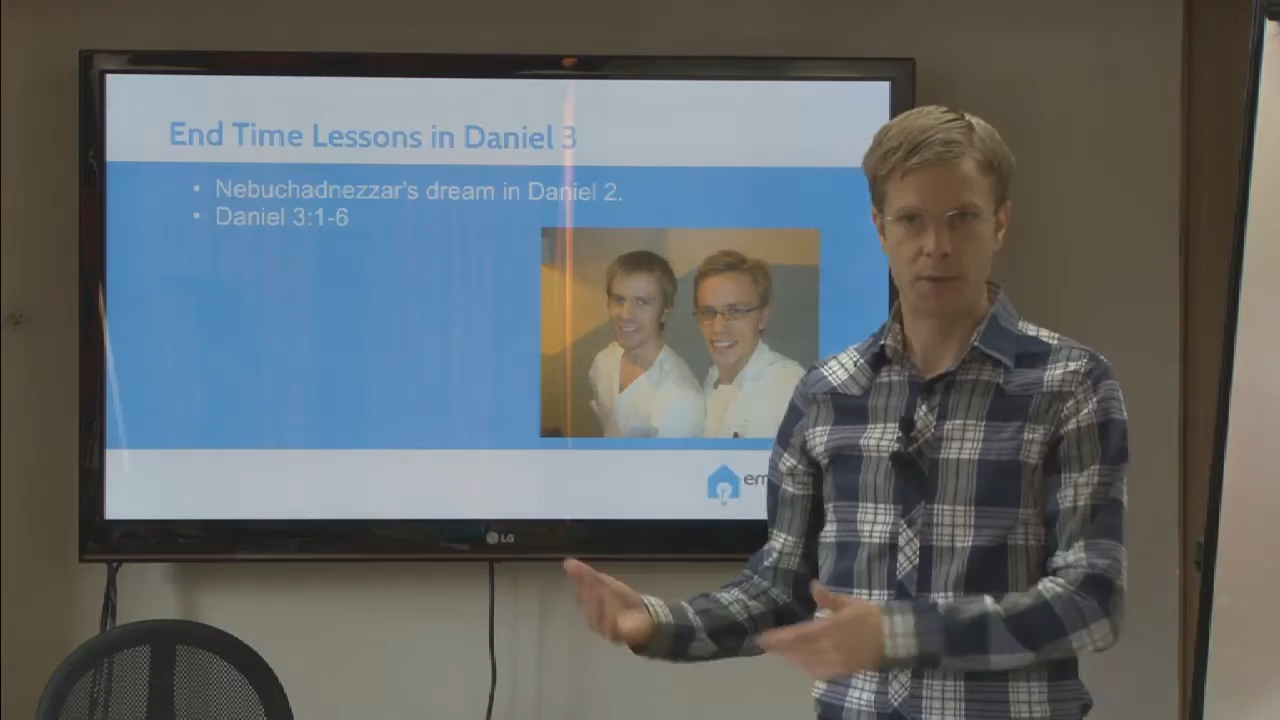 End Time Lessons in Daniel 3
• Nebuchadnezzar's dream in Daniel 2.
• Daniel 3:1-6
LG